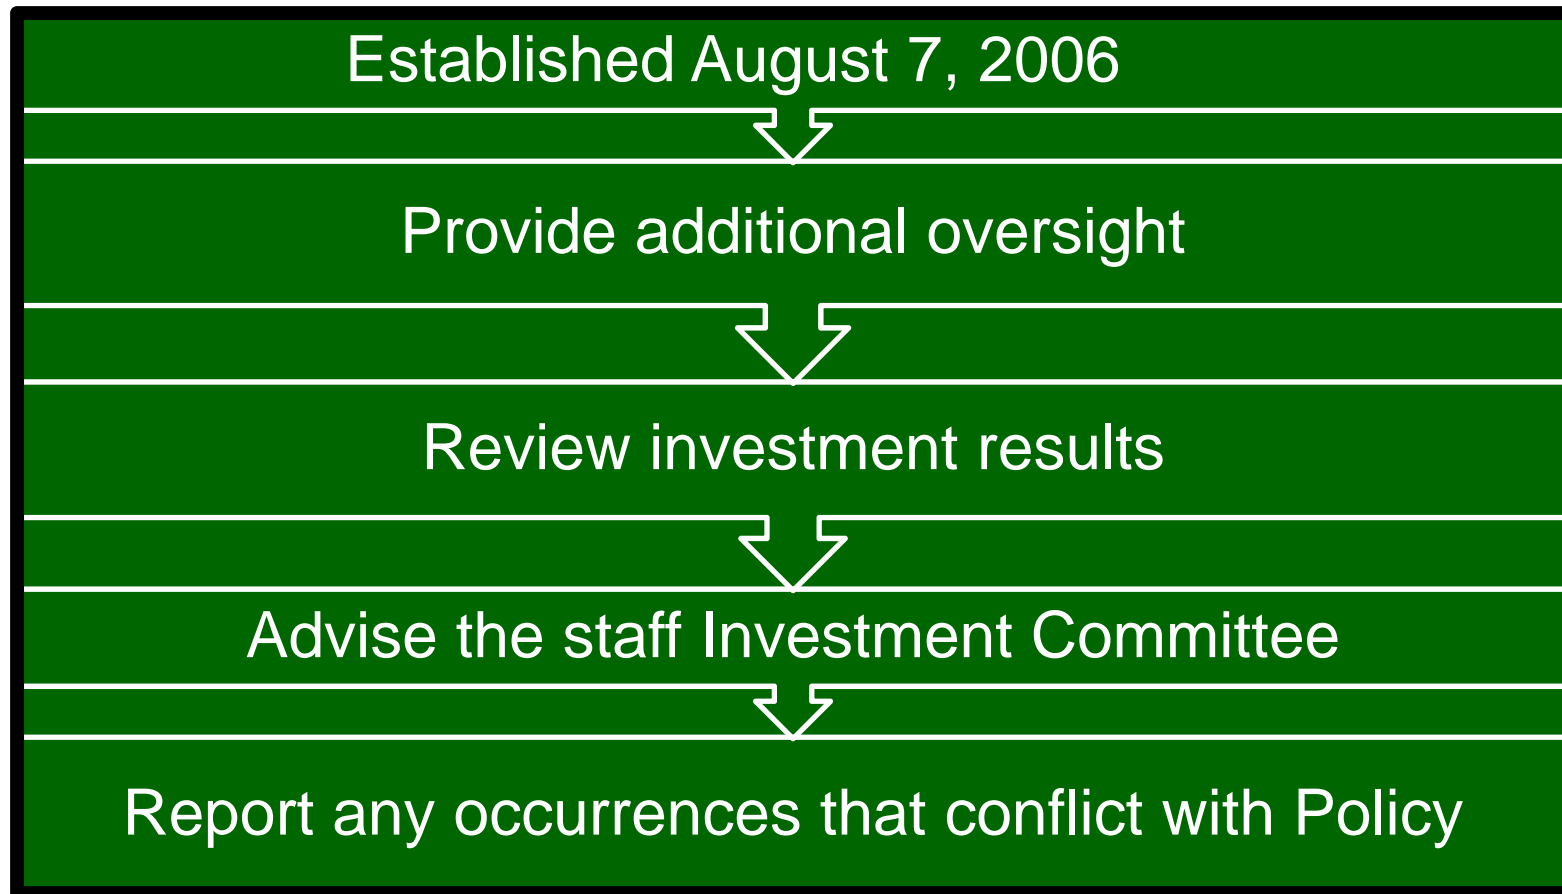 Established August 7, 2006
Provide additional oversight
Review investment results
Advise the staff Investment Committee
Report any occurrences that conflict with Policy